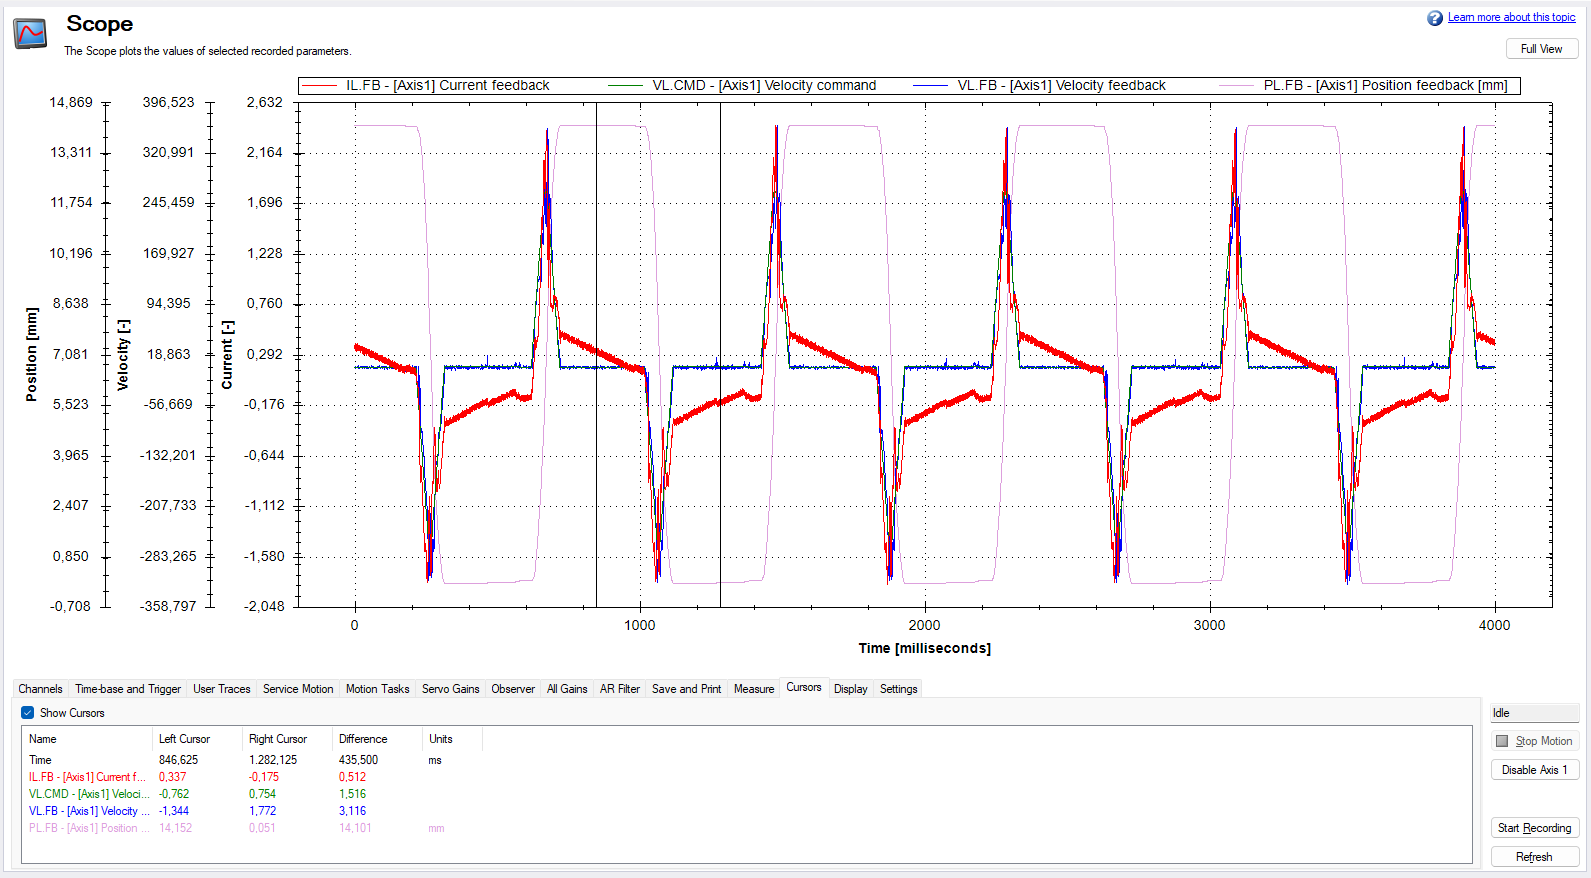 Scope
Learn more about this topic
The Scope plots the values of selected recorded parameters.
Full View
IL.FB - [Axis1] Current feedback
VL.CMD - [Axis1] Velocity command
VL.FB - [Axis1] Velocity feedback
PL.FB - [Axis1] Position feedback [mm]
14,869 396,523 2,632
13,311 320,991 2,164
11,754 245,459 1,696
10,196 169,927 1,228
8,638 94,395 0,760
7,081 18,863 0,292
5,523 -56,669 -0,176
3,965 -132,201 -0,644
2,407 -207,733 -1,112
0,850 -283,265 -1,580
-0,708 -358,797 -2,048
Position [mm]
Velocity [-]
Current [-]
0 1000 2000 3000 4000
Time [milliseconds]
Channels Time-base and Trigger User Traces Service Motion Motion Tasks Servo Gains Observer All Gains AR Filter Save and Print Measure Cursors Display Settings
Show Cursors
Name Left Cursor Right Cursor Difference Units
Time 846,625 1.282,125 435,500 ms
IL.FB - [Axis1] Current f... 0,337 -0,175 0,512
VL.CMD - [Axis1] Veloci... -0,762 0,754 1,516
VL.FB - [Axis1] Velocity ... -1,344 1,772 3,116
PL.FB - [Axis1] Position ... 14,152 0,051 14,101 mm
Idle
Stop Motion
Disable Axis 1
Start Recording
Refresh